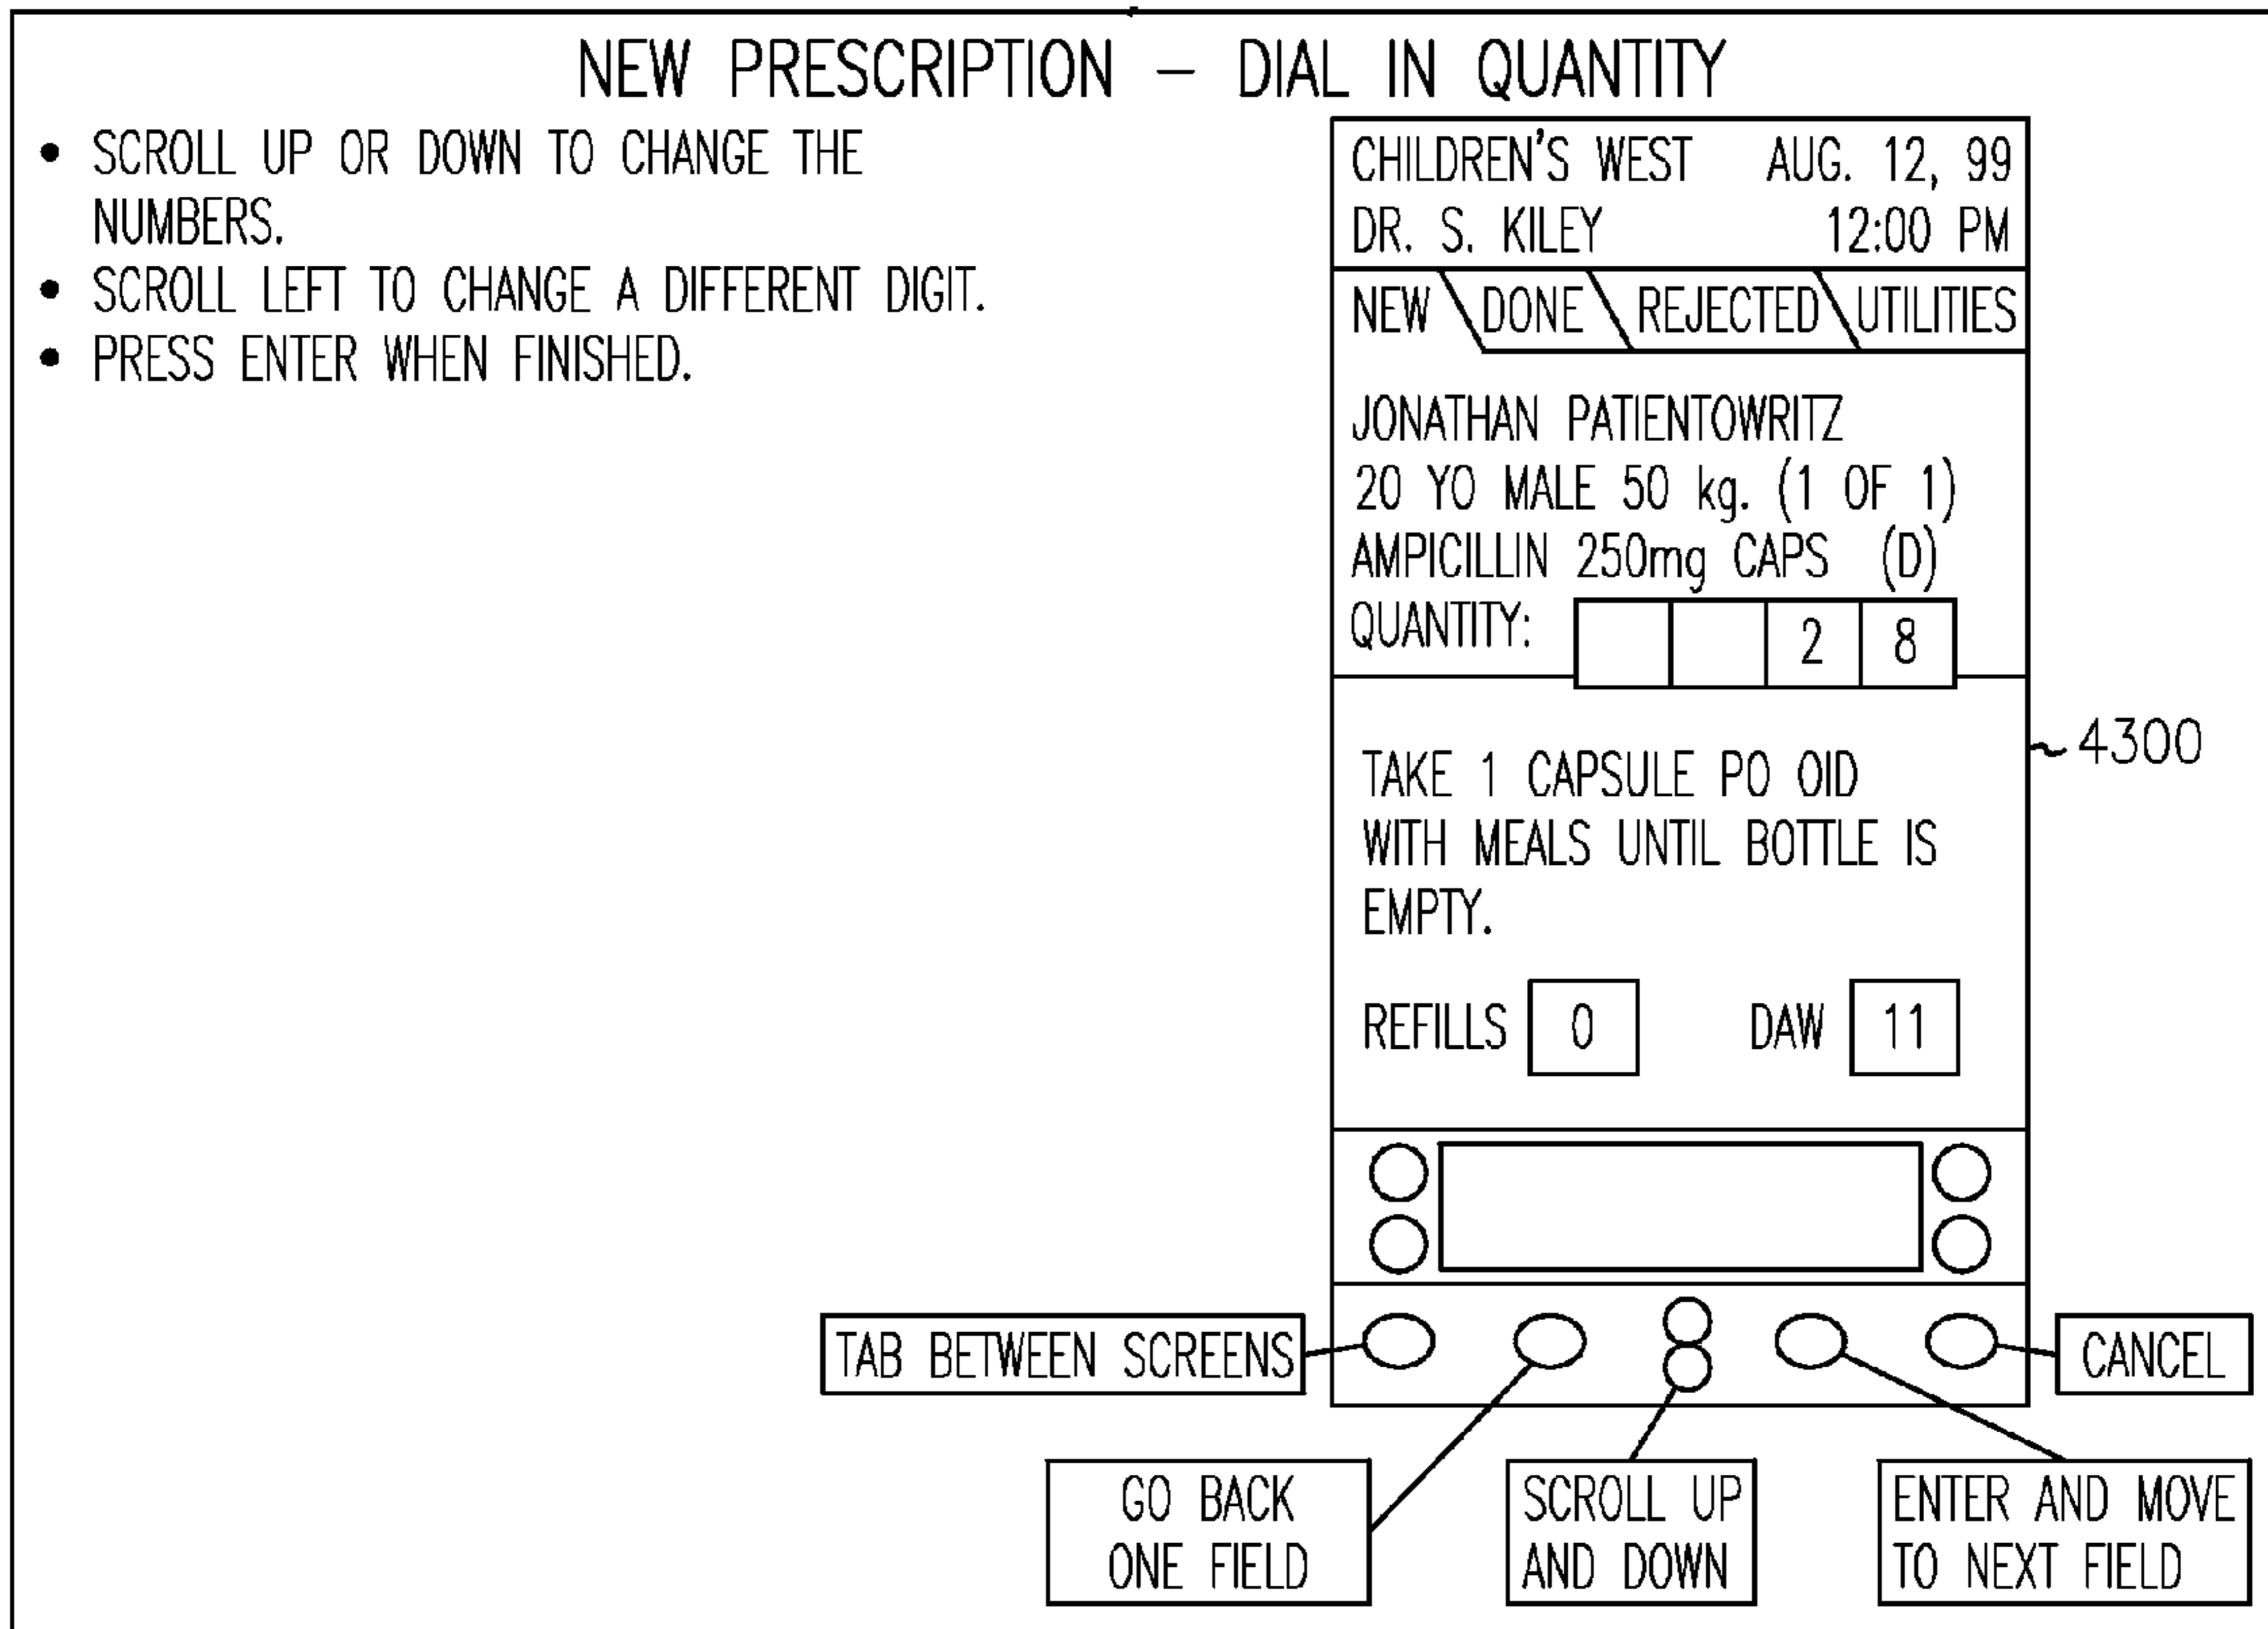 NEW PRESCRIPTION – DIAL IN QUANTITY
• SCROLL UP OR DOWN TO CHANGE THE
NUMBERS.
• SCROLL LEFT TO CHANGE A DIFFERENT DIGIT.
• PRESS ENTER WHEN FINISHED.
CHILDREN'S WEST AUG. 12, 99
DR. S. KILEY 12:00 PM
NEW DONE REJECTED UTILITIES
JONATHAN PATIENTOWRITZ
20 YO MALE 50 kg. (1 OF 1)
AMPICILLIN 250mg CAPS (D)
QUANTITY: 2 8
4300
TAKE 1 CAPSULE PO OID
WITH MEALS UNTIL BOTTLE IS
EMPTY.
REFILLS 0 DAW 11
TAB BETWEEN SCREENS
CANCEL
GO BACK
ONE FIELD
SCROLL UP
AND DOWN
ENTER AND MOVE
TO NEXT FIELD